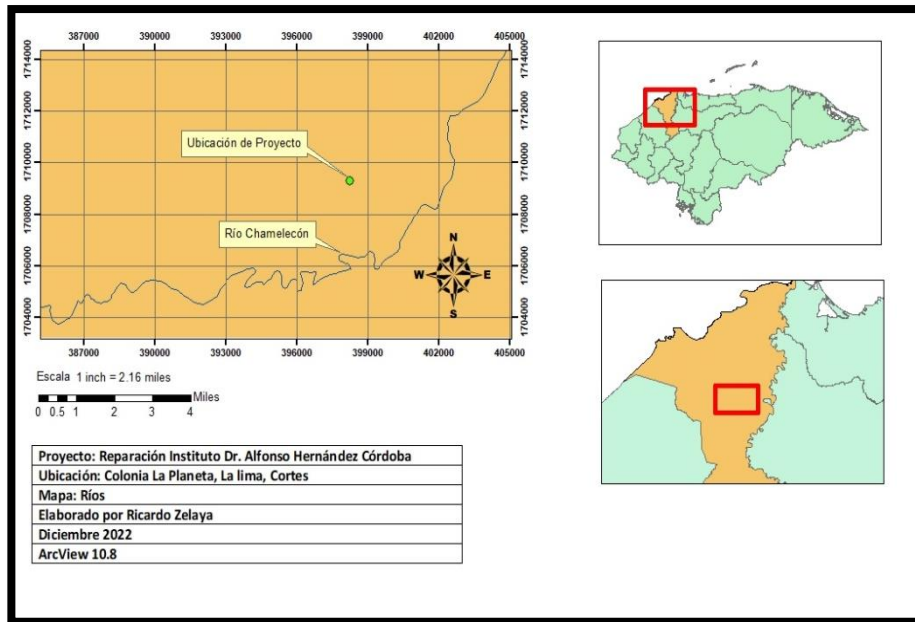 387000 390000 393000 396000 399000 402000 405000
1714000 1714000
1712000 1712000
1710000 1710000
1708000 1708000
1706000 1706000
1704000 1704000
Ubicación de Proyecto
Río Chamelecón
N
W E
S
387000 390000 393000 396000 399000 402000 405000
Escala 1 inch = 2.16 miles
Miles
0 0.5 1 2 3 4
Proyecto: Reparación Instituto Dr. Alfonso Hernández Córdoba
Ubicación: Colonia La Planeta, La lima, Cortes
Mapa: Ríos
Elaborado por Ricardo Zelaya
Diciembre 2022
ArcView 10.8